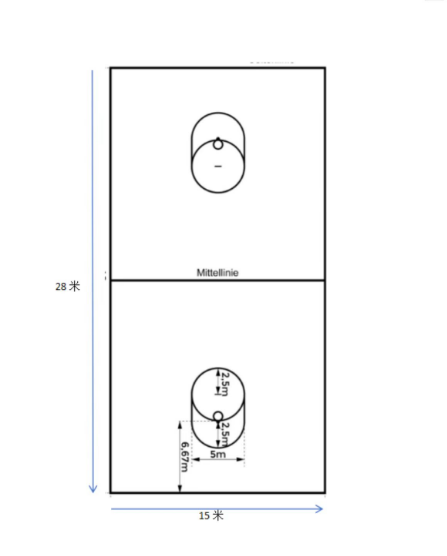 Mittellinie
28 米
2,5m
2,5m
6,67m
5m
15 米